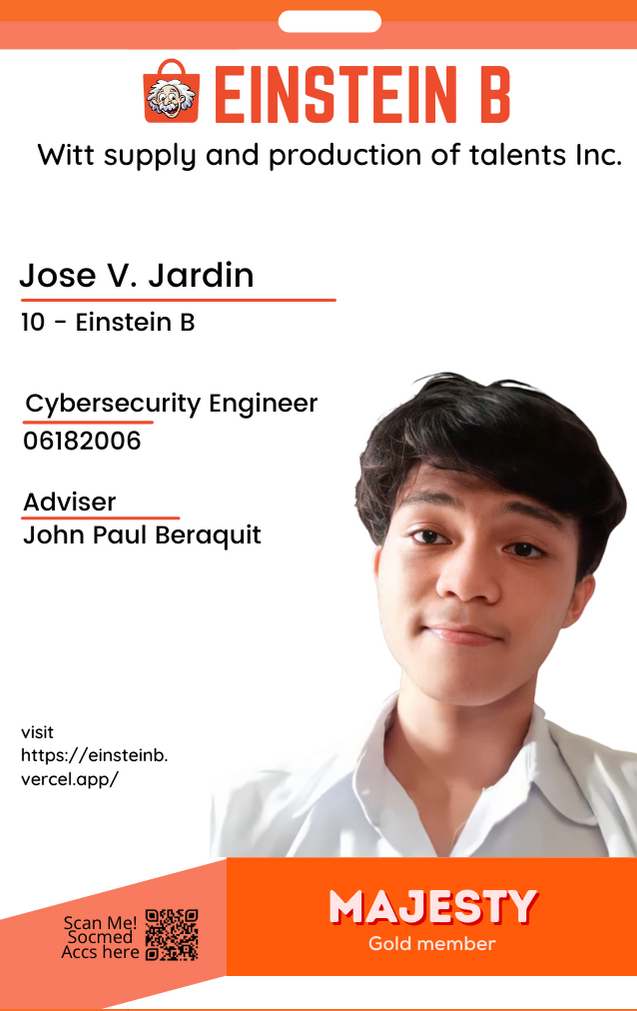 EINSTEIN B
Witt supply and production of talents Inc.
Jose V. Jardin
10 - Einstein B
Cybersecurity Engineer
06182006
Adviser
John Paul Beraquit
visit
https://einsteinb.
vercel.app/
MAJESTY
Gold member
Scan Me!
Socmed
Accs here